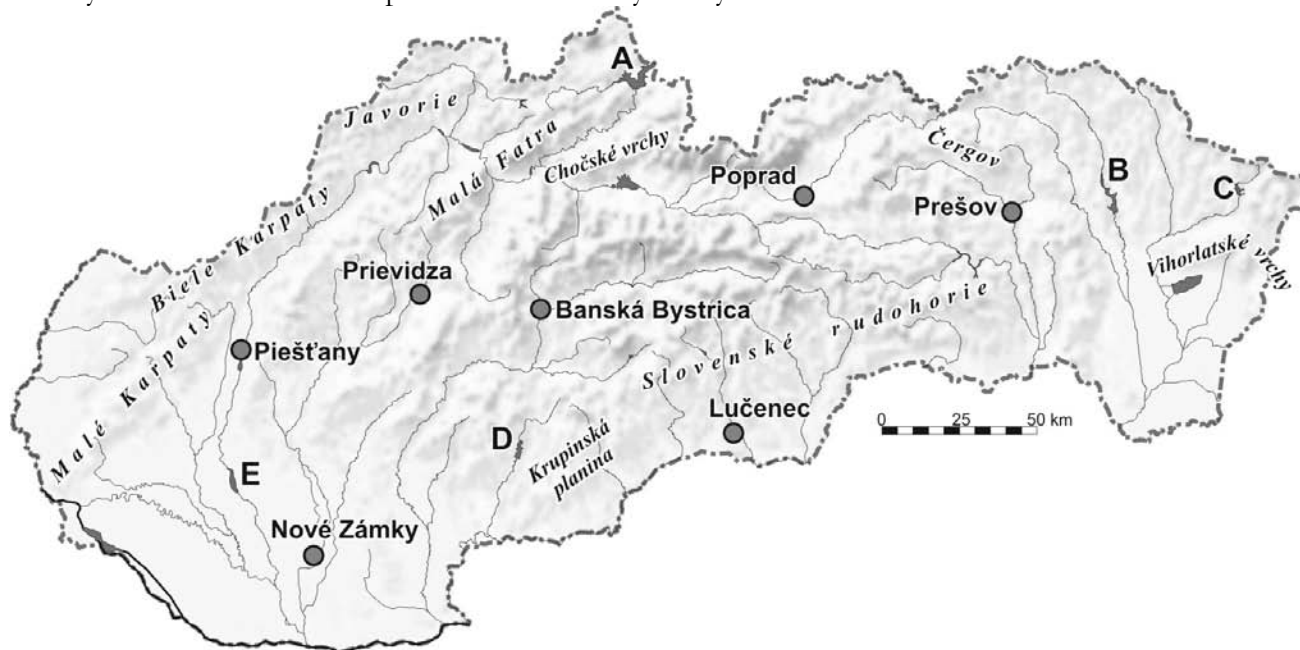 A
Javorie
Malá Fatra
Chočské vrchy
Čergov
Poprad
B
C
Prešov
Biele Karpaty
Vihorlatské vrchy
Prievidza
Banská Bystrica
Slovenské rudohorie
Piešťany
Malé Karpaty
Lučenec
0 25 50 km
D
Krupinská
planina
E
Nové Zámky